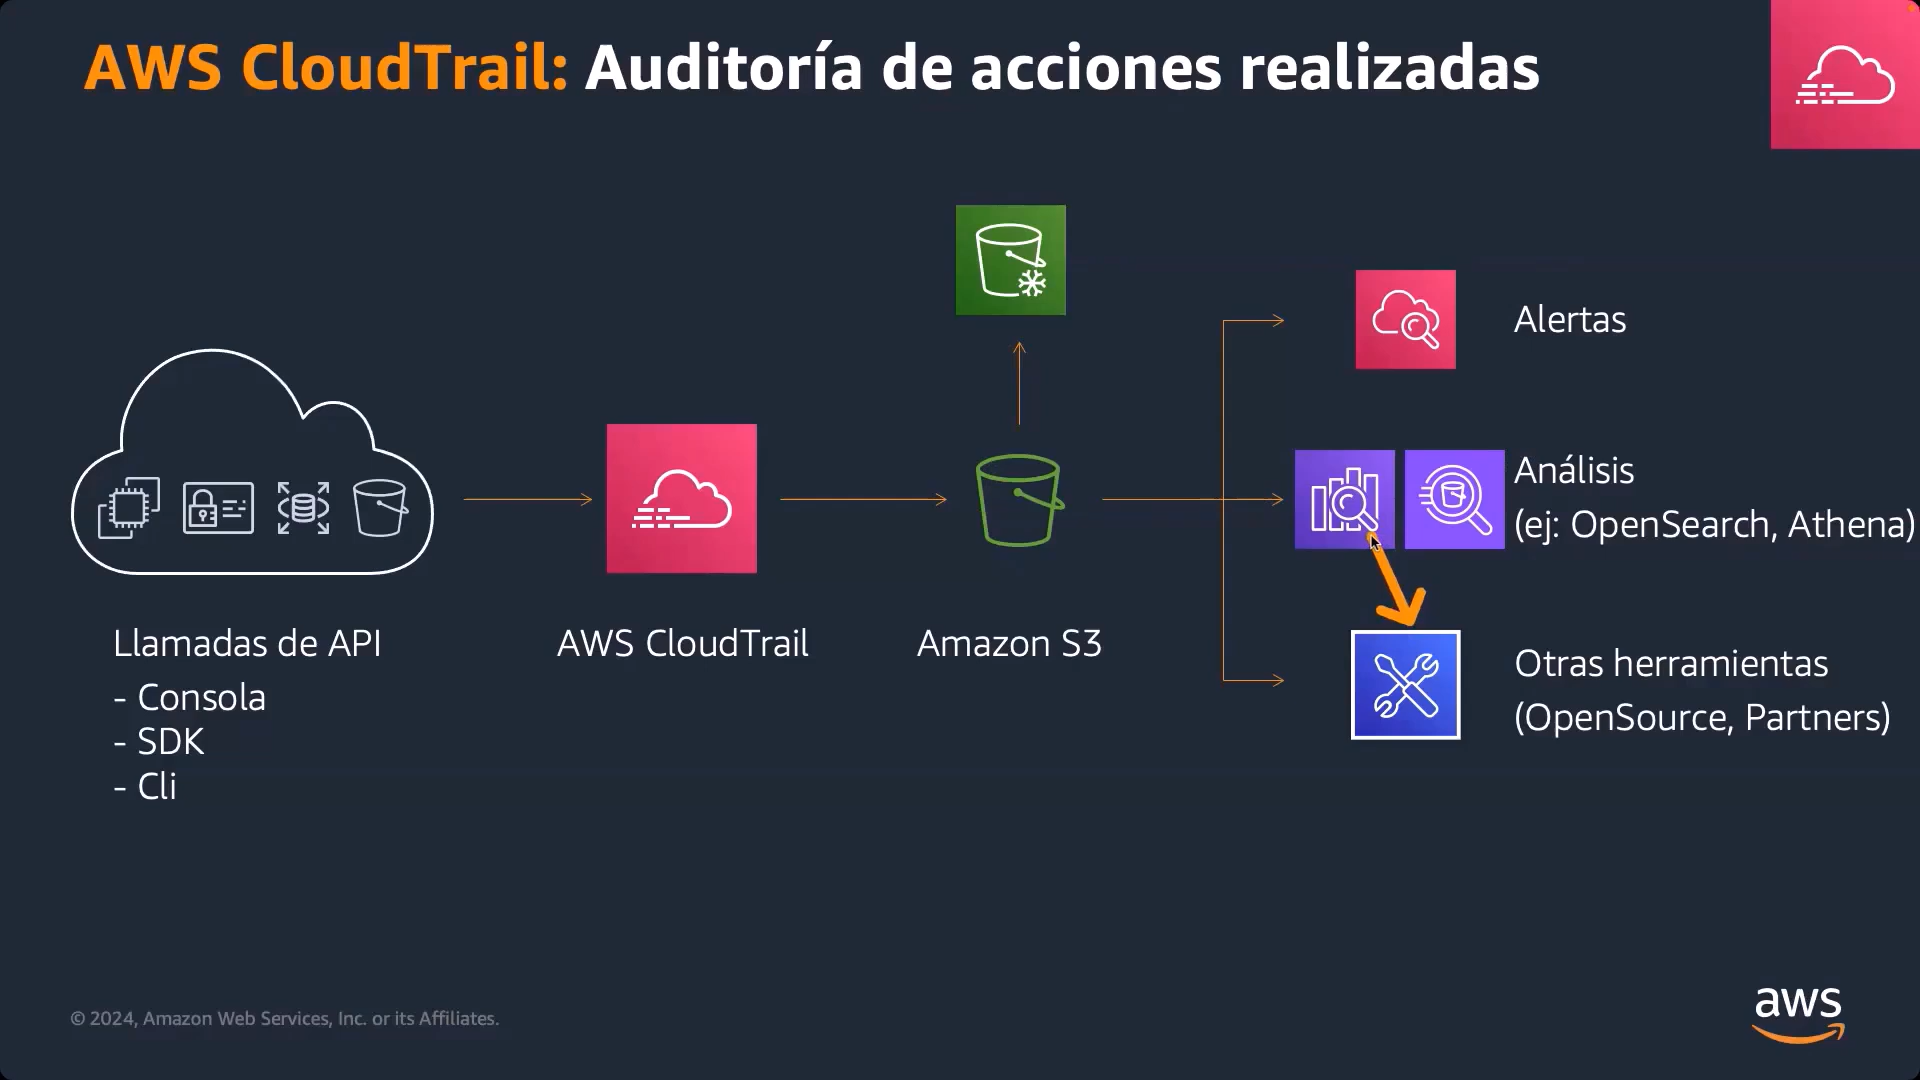 AWS CloudTrail: Auditoría de acciones realizadas
Alertas
Análisis
(ej: OpenSearch, Athena)
Llamadas de API
- Consola
- SDK
- Cli
AWS CloudTrail
Amazon S3
Otras herramientas
(OpenSource, Partners)
© 2024, Amazon Web Services, Inc. or its Affiliates.
aws